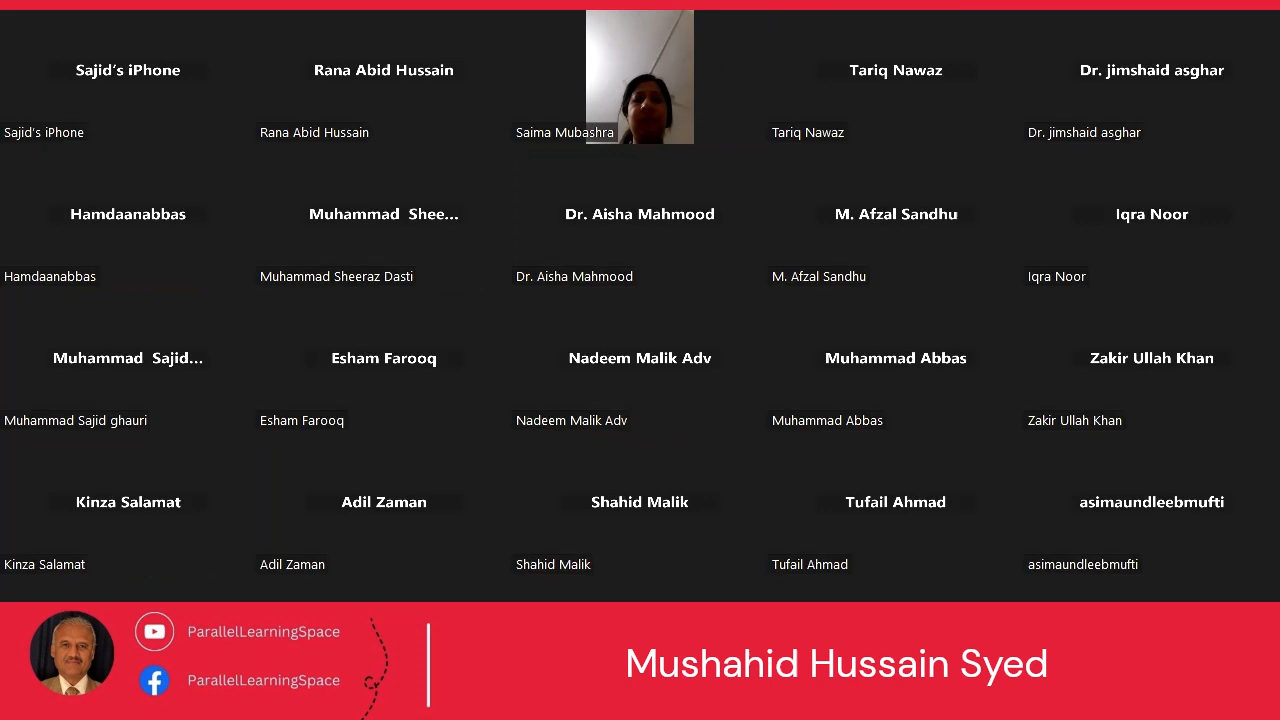 Sajid's iPhone
Rana Abid Hussain
Tariq Nawaz
Dr. jimshaid asghar
Sajid's iPhone
Rana Abid Hussain
Saima Mubashra
Tariq Nawaz
Dr. jimshaid asghar
Hamdaanabbas
Muhammad Shee...
Dr. Aisha Mahmood
M. Afzal Sandhu
Iqra Noor
Hamdaanabbas
Muhammad Sheeraz Dasti
Dr. Aisha Mahmood
M. Afzal Sandhu
Iqra Noor
Muhammad Sajid...
Esham Farooq
Nadeem Malik Adv
Muhammad Abbas
Zakir Ullah Khan
Muhammad Sajid ghauri
Esham Farooq
Nadeem Malik Adv
Muhammad Abbas
Zakir Ullah Khan
Kinza Salamat
Adil Zaman
Shahid Malik
Tufail Ahmad
asimaundleebmufti
Kinza Salamat
Adil Zaman
Shahid Malik
Tufail Ahmad
asimaundleebmufti
ParallelLearningSpace
ParallelLearningSpace
Mushahid Hussain Syed